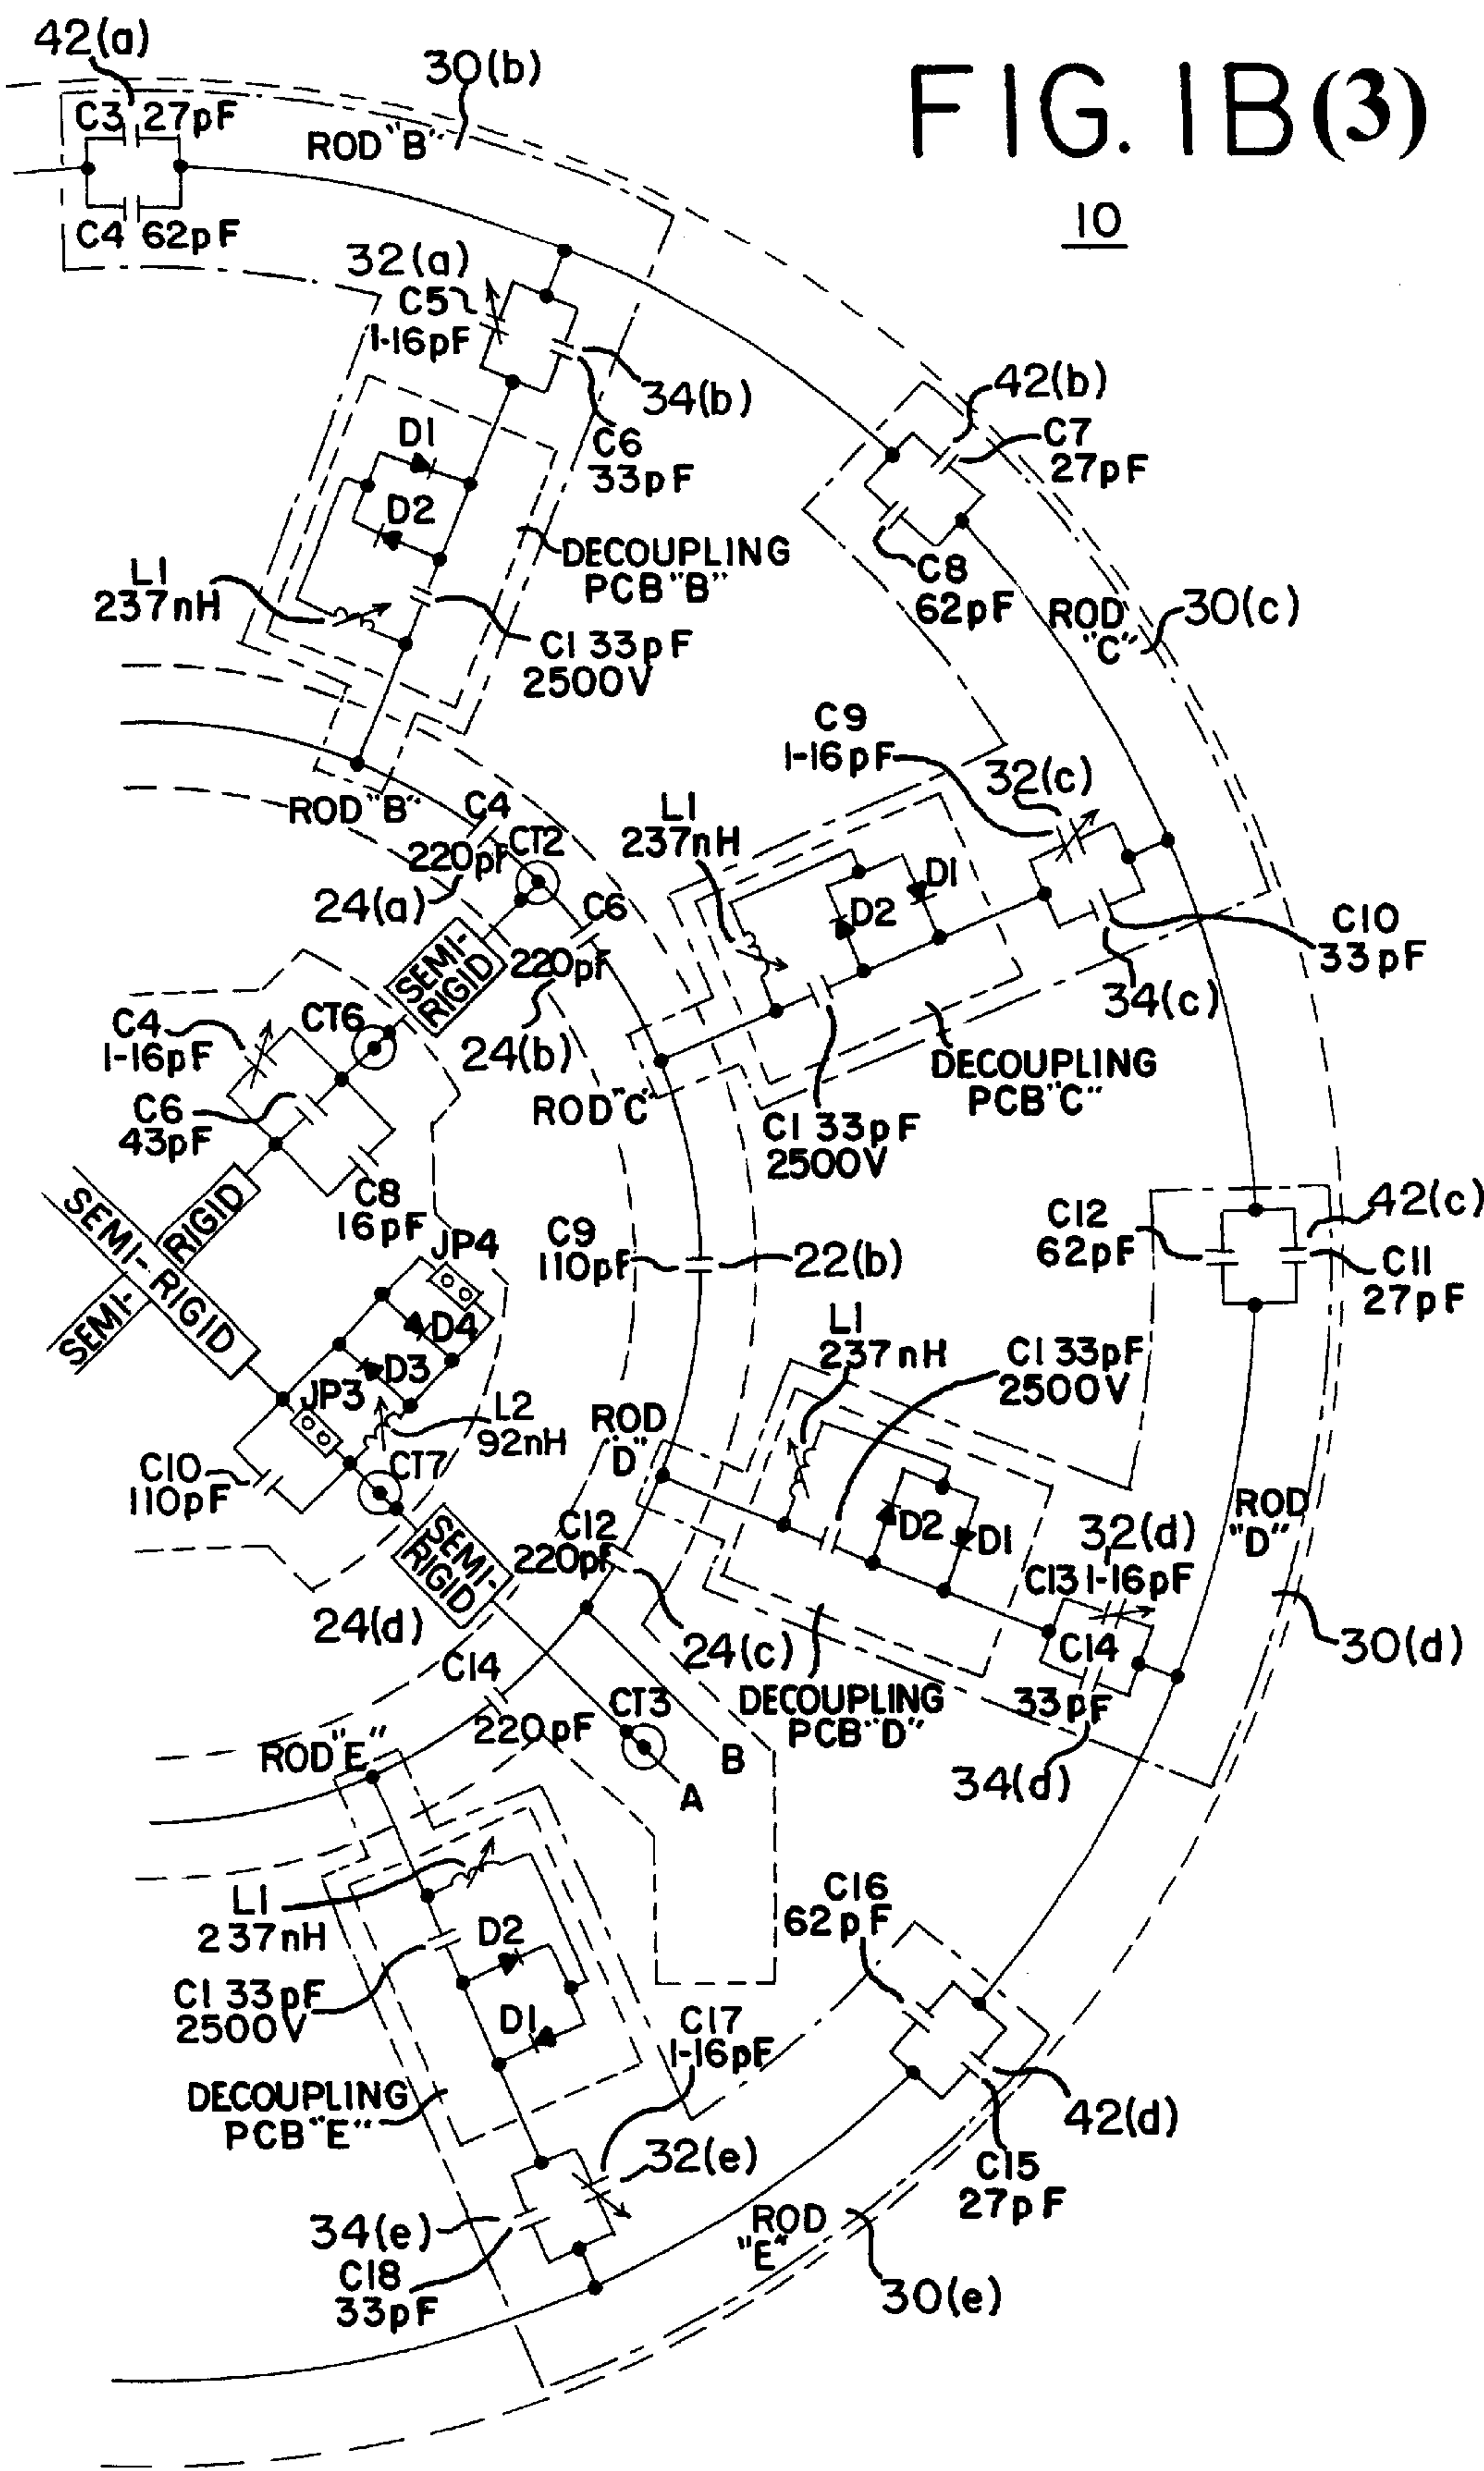 42(a)
30(b)
FIG. 1B(3)
10
C3 27pF
ROD "B"
C4 62pF
32(a)
C5
1-16pF
34(b)
C6
33pF
42(b)
C7
27pF
C8
62pF
ROD
"C"
30(c)
D1
D2
DECOUPLING
PCB "B"
L1
237nH
C1 33pF
2500V
ROD "B"
C4
220pF
CT2
24(a)
C6
220pF
24(b)
SEMI-
RIGID
C9
1-16pF
32(c)
L1
237nH
D1
D2
C10
33pF
34(c)
DECOUPLING
PCB "C"
ROD "C"
C1 33pF
2500V
C4
1-16pF
CT6
C6
43pF
C8
16pF
SEMI-RIGID
RIGID
SEMI-
JP4
D4
D3
JP3
L2
92nH
CT7
C10
110pF
C9
110pF
22(b)
C12
62pF
42(c)
C11
27pF
L1
237nH
C1 33pF
2500V
ROD
"D"
D2
D1
32(d)
C13 1-16pF
C14
33pF
34(d)
ROD
"D"
30(d)
C12
220pF
SEMI-
RIGID
24(d)
24(c)
DECOUPLING
PCB "D"
C14
220pF
CT3
B
A
ROD "E"
L1
237nH
D2
C1 33pF
2500V
D1
DECOUPLING
PCB "E"
C16
62pF
C17
1-16pF
42(d)
C15
27pF
32(e)
34(e)
C18
33pF
ROD
"E"
30(e)